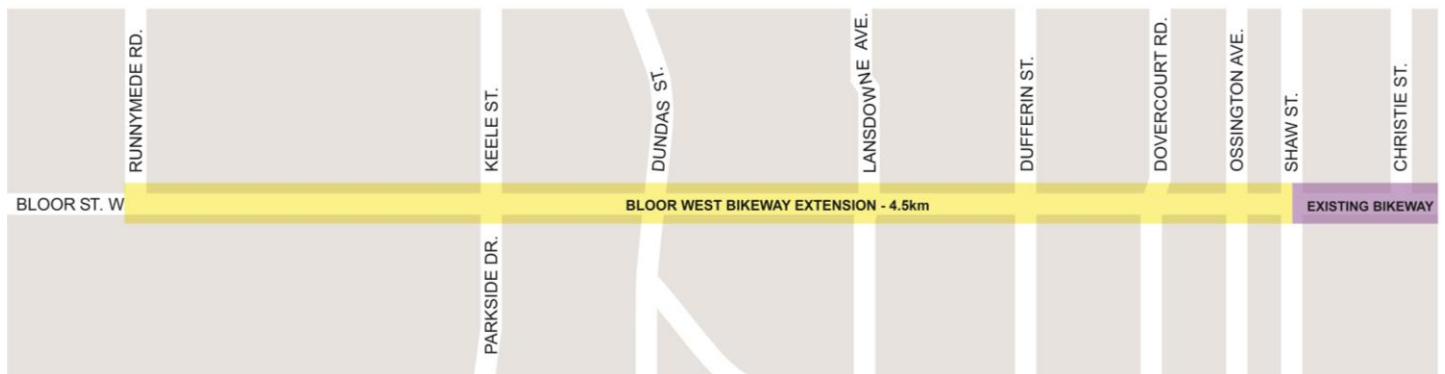 RUNNYMEDE RD.
KEELE ST.
DUNDAS ST.
LANSDOWNE AVE.
DUFFERIN ST.
DOVERCOURT RD.
OSSINGTON AVE.
SHAW ST.
CHRISTIE ST.
BLOOR ST. W
BLOOR WEST BIKEWAY EXTENSION - 4.5km
EXISTING BIKEWAY
PARKSIDE DR.